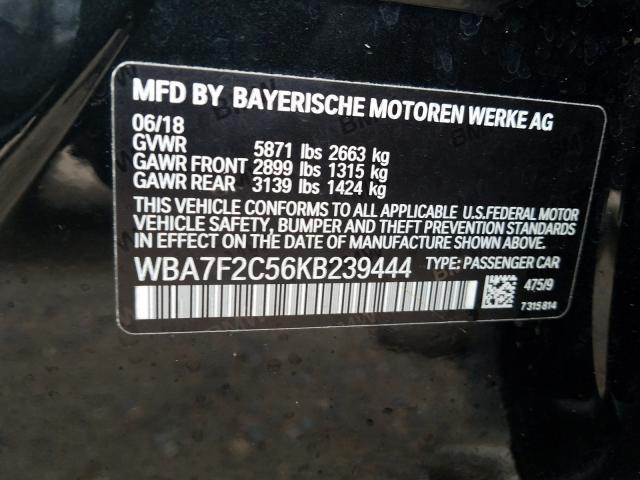 MFD BY BAYERISCHE MOTOREN WERKE AG
06/18
GVWR 5871 lbs 2663 kg
GAWR FRONT 2899 lbs 1315 kg
GAWR REAR 3139 lbs 1424 kg
THIS VEHICLE CONFORMS TO ALL APPLICABLE U.S.FEDERAL MOTOR
VEHICLE SAFETY, BUMPER AND THEFT PREVENTION STANDARDS
IN EFFECT ON THE DATE OF MANUFACTURE SHOWN ABOVE.
WBA7F2C56KB239444 TYPE: PASSENGER CAR
475/9
7315814